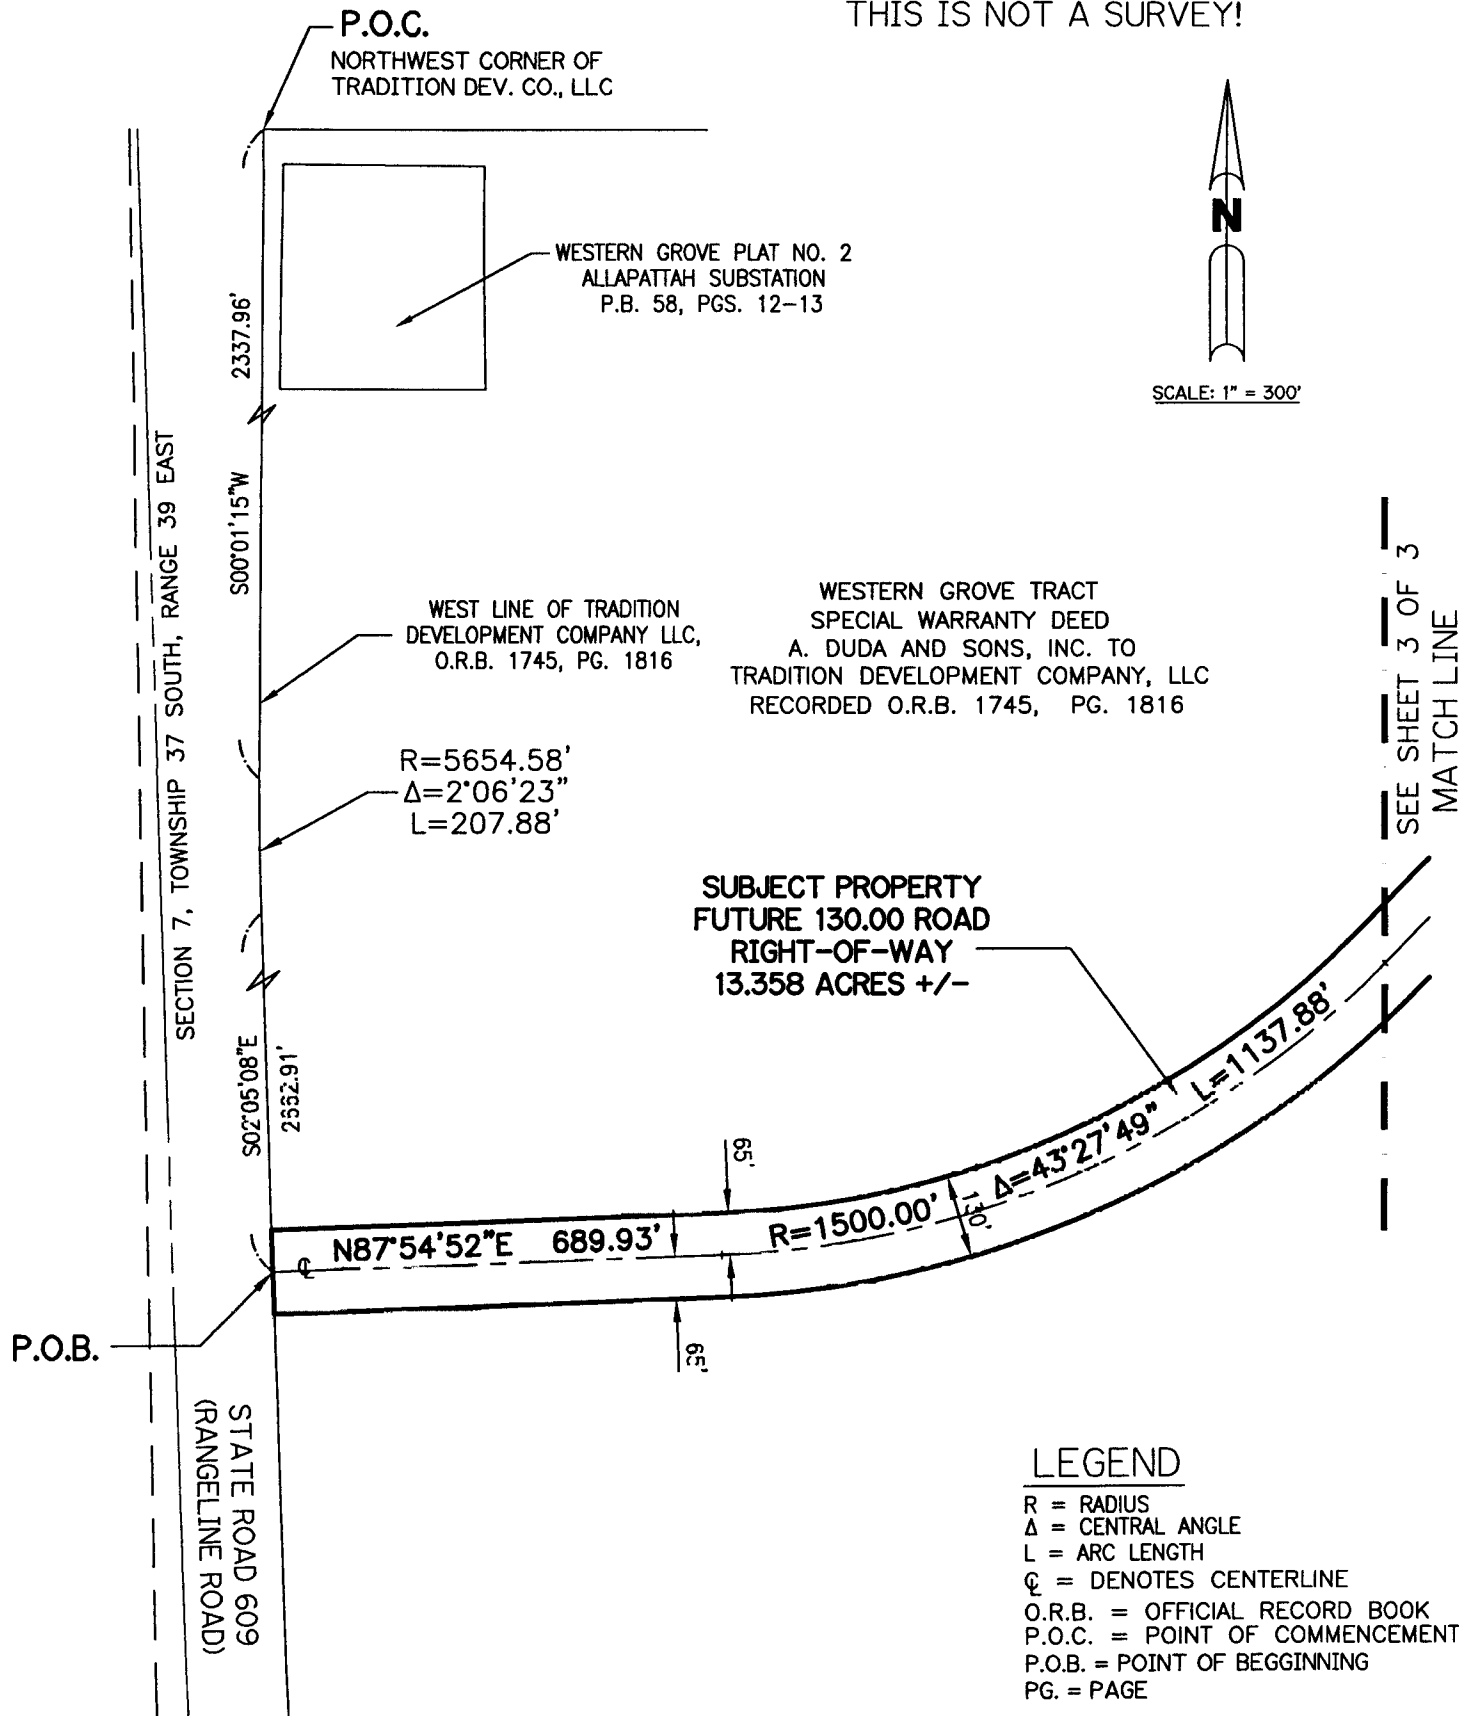 THIS IS NOT A SURVEY!
P.O.C.
NORTHWEST CORNER OF
TRADITION DEV. CO., LLC
N
SCALE: 1" = 300'
WESTERN GROVE PLAT NO. 2
ALLAPATTAH SUBSTATION
P.B. 58, PGS. 12-13
2337.96'
S00°01'15"W
SECTION 7, TOWNSHIP 37 SOUTH, RANGE 39 EAST
WEST LINE OF TRADITION
DEVELOPMENT COMPANY LLC,
O.R.B. 1745, PG. 1816
WESTERN GROVE TRACT
SPECIAL WARRANTY DEED
A. DUDA AND SONS, INC. TO
TRADITION DEVELOPMENT COMPANY, LLC
RECORDED O.R.B. 1745, PG. 1816
SEE SHEET 3 OF 3
MATCH LINE
R=5654.58'
Δ=2°06'23"
L=207.88'
SUBJECT PROPERTY
FUTURE 130.00 ROAD
RIGHT-OF-WAY
13.358 ACRES +/-
S02°05'08"E
65'
N87°54'52"E 689.93'
R=1500.00'
Δ=43°27'49"
L=1137.88'
130'
65'
P.O.B.
STATE ROAD 609
(RANGELINE ROAD)
LEGEND
R = RADIUS
Δ = CENTRAL ANGLE
L = ARC LENGTH
℄ = DENOTES CENTERLINE
O.R.B. = OFFICIAL RECORD BOOK
P.O.C. = POINT OF COMMENCEMENT
P.O.B. = POINT OF BEGGINNING
PG. = PAGE